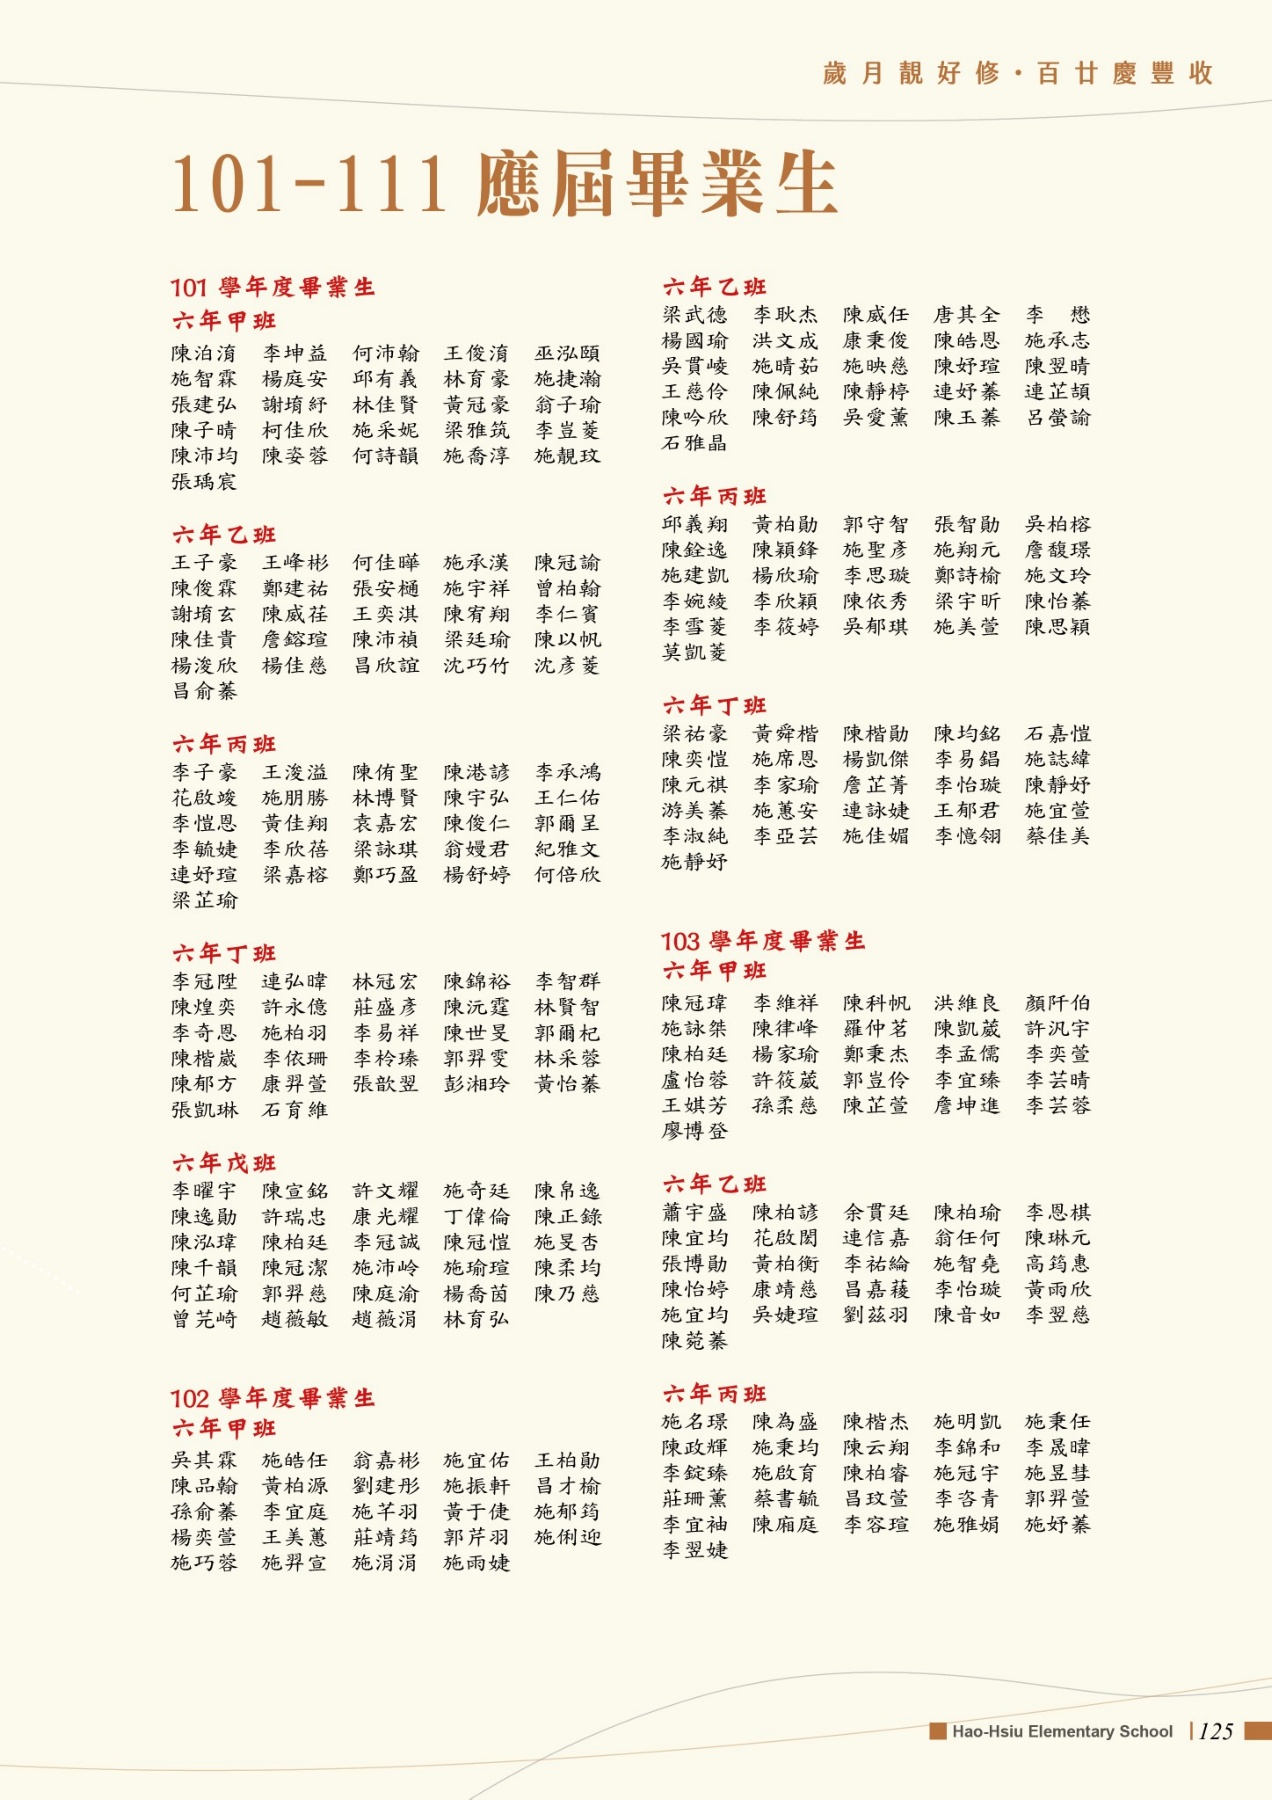 歲月靚好修・百廿慶豐收
101-111 應屆畢業生
101 學年度畢業生
六年甲班
陳泊淯 李坤益 何沛翰 王俊淯 巫泓頤
施智霖 楊庭安 邱有義 林育豪 施捷瀚
張建弘 謝堉紓 林佳賢 黃冠豪 翁子瑜
陳子晴 柯佳欣 施采妮 梁雅筑 李豈菱
陳沛均 陳姿蓉 何詩韻 施喬淳 施靚玟
張瑀宸
六年乙班
王子豪 王峰彬 何佳曄 施承漢 陳冠諭
陳俊霖 鄭建祐 張安樋 施宇祥 曾柏翰
謝堉玄 陳威荏 王奕淇 陳宥翔 李仁賓
陳佳貴 詹鎔瑄 陳沛禎 梁廷瑜 陳以帆
楊浚欣 楊佳慈 昌欣誼 沈巧竹 沈彥菱
昌俞蓁
六年丙班
李子豪 王浚溢 陳侑聖 陳港諺 李承鴻
花啟竣 施朋勝 林博賢 陳宇弘 王仁佑
李愷恩 黃佳翔 袁嘉宏 陳俊仁 郭爾呈
李毓婕 李欣蓓 梁詠琪 翁嫚君 紀雅文
連妤瑄 梁嘉榕 鄭巧盈 楊舒婷 何倍欣
梁芷瑜
六年丁班
李冠陞 連弘暐 林冠宏 陳錦裕 李智群
陳煌奕 許永億 莊盛彥 陳沅霆 林賢智
李奇恩 施柏羽 李易祥 陳世旻 郭爾杞
陳楷崴 李依珊 李柃瑧 郭羿雯 林采蓉
陳郁方 康羿萱 張歆翌 彭湘玲 黃怡蓁
張凱琳 石育維
六年戊班
李曜宇 陳宣銘 許文耀 施奇廷 陳帛逸
陳逸勛 許瑞忠 康光耀 丁偉倫 陳正錄
陳泓瑋 陳柏廷 李冠誠 陳冠愷 施旻杏
陳千韻 陳冠潔 施沛岭 施瑜瑄 陳柔均
何芷瑜 郭羿慈 陳庭渝 楊喬茵 陳乃慈
曾芫崎 趙薇敏 趙薇涓 林育弘
102 學年度畢業生
六年甲班
吳其霖 施皓任 翁嘉彬 施宜佑 王柏勛
陳品翰 黃柏源 劉建彤 施振軒 昌才榆
孫俞蓁 李宜庭 施芊羽 黃于倢 施郁筠
楊奕萱 王美蕙 莊靖筠 郭芹羽 施俐迎
施巧蓉 施羿宣 施涓涓 施雨婕
六年乙班
梁武德 李耿杰 陳威任 唐其全 李 懋
楊國瑜 洪文成 康秉俊 陳皓恩 施承志
吳貫崚 施晴茹 施映慈 陳妤瑄 陳翌晴
王慈伶 陳佩純 陳靜楟 連妤蓁 連芷頡
陳吟欣 陳舒筠 吳愛薰 陳玉蓁 呂螢諭
石雅晶
六年丙班
邱義翔 黃柏勛 郭守智 張智勛 吳柏榕
陳銓逸 陳穎鋒 施聖彥 施翔元 詹馥璟
施建凱 楊欣瑜 李思璇 鄭詩榆 施文玲
李婉綾 李欣穎 陳依秀 梁宇昕 陳怡蓁
李雪菱 李筱婷 吳郁琪 施美萱 陳思穎
莫凱菱
六年丁班
梁祐豪 黃舜楷 陳楷勛 陳均銘 石嘉愷
陳奕愷 施席恩 楊凱傑 李易錩 施誌緯
陳元祺 李家瑜 詹芷菁 李怡璇 陳靜妤
游美蓁 施蕙安 連詠婕 王郁君 施宜萱
李淑純 李亞芸 施佳媚 李憶翎 蔡佳美
施靜妤
103 學年度畢業生
六年甲班
陳冠瑋 李維祥 陳科帆 洪維良 顏阡伯
施詠桀 陳律峰 羅仲茗 陳凱葳 許汎宇
陳柏廷 楊家瑜 鄭秉杰 李孟儒 李奕萱
盧怡蓉 許筱葳 郭豈伶 李宜臻 李芸晴
王娸芳 孫柔慈 陳芷萱 詹坤進 李芸蓉
廖博登
六年乙班
蕭宇盛 陳柏諺 余貫廷 陳柏瑜 李恩棋
陳宜均 花啟閎 連信嘉 翁任何 陳琳元
張博勛 黃柏衡 李祐綸 施智堯 高筠惠
陳怡婷 康靖慈 昌嘉薐 李怡璇 黃雨欣
施宜均 吳婕瑄 劉茲羽 陳音如 李翌慈
陳菀蓁
六年丙班
施名璟 陳為盛 陳楷杰 施明凱 施秉任
陳政輝 施秉均 陳云翔 李錦和 李晟暐
李錠臻 施啟育 陳柏睿 施冠宇 施昱彗
莊珊薰 蔡書毓 昌玟萱 李咨青 郭羿萱
李宜袖 陳廂庭 李容瑄 施雅娟 施妤蓁
李翌婕
Hao-Hsiu Elementary School 125